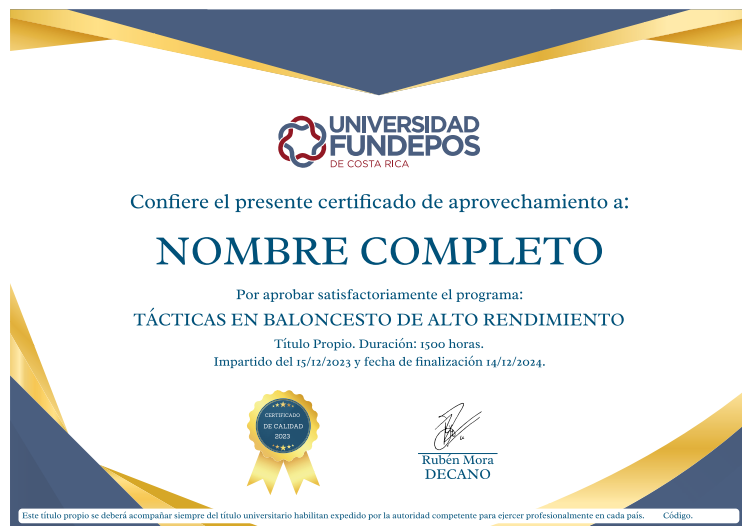 UNIVERSIDAD
FUNDEPOS
DE COSTA RICA
Confiere el presente certificado de aprovechamiento a:
NOMBRE COMPLETO
Por aprobar satisfactoriamente el programa:
TÁCTICAS EN BALONCESTO DE ALTO RENDIMIENTO
Título Propio. Duración: 1500 horas.
Impartido del 15/12/2023 y fecha de finalización 14/12/2024.
CERTIFICADO
DE CALIDAD
2023
Rubén Mora
DECANO
Este título propio se deberá acompañar siempre del título universitario habilitan expedido por la autoridad competente para ejercer profesionalmente en cada país. Código.